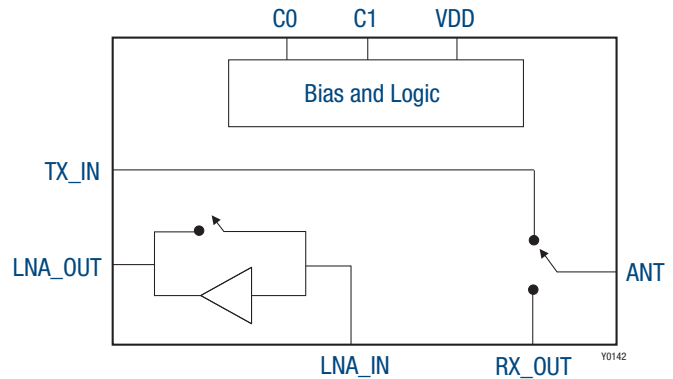 C0 C1 VDD
Bias and Logic
TX_IN
LNA_OUT
ANT
LNA_IN
RX_OUT
Y0142